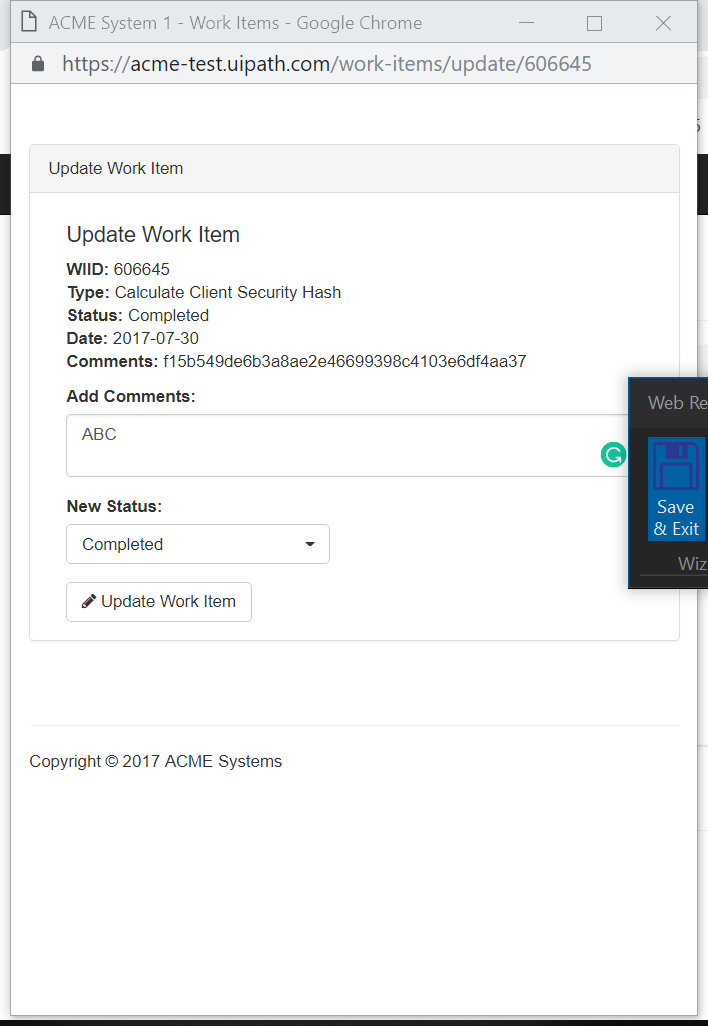 ACME System 1 - Work Items - Google Chrome
https://acme-test.uipath.com/work-items/update/606645
Update Work Item
Update Work Item
WIID: 606645
Type: Calculate Client Security Hash
Status: Completed
Date: 2017-07-30
Comments: f15b549de6b3a8ae2e46699398c4103e6df4aa37
Add Comments:
ABC
Web Re
Save
& Exit
Wiz
New Status:
Completed
Update Work Item
Copyright © 2017 ACME Systems